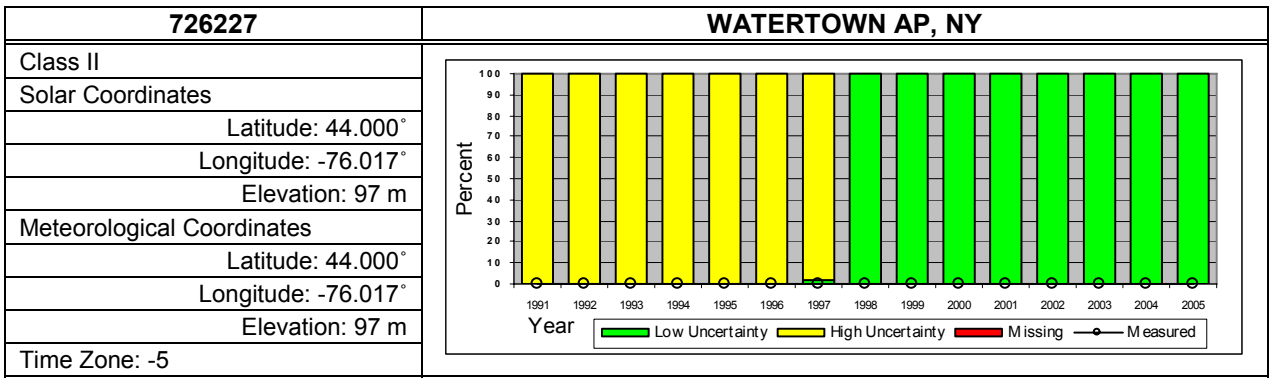 726227
WATERTOWN AP, NY
Class II
Solar Coordinates
Latitude: 44.000˚
Longitude: -76.017˚
Elevation: 97 m
Meteorological Coordinates
Latitude: 44.000˚
Longitude: -76.017˚
Elevation: 97 m
Time Zone: -5
Percent
100
90
80
70
60
50
40
30
20
10
0
1991 1992 1993 1994 1995 1996 1997 1998 1999 2000 2001 2002 2003 2004 2005
Year
Low Uncertainty High Uncertainty Missing Measured